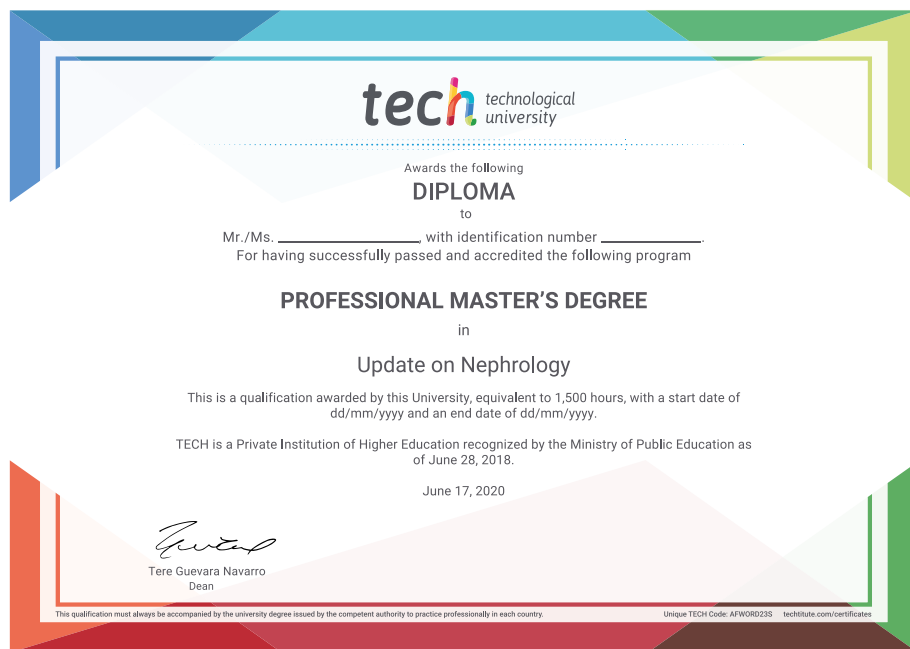 tech technological
university
Awards the following
DIPLOMA
to
Mr./Ms. ____________________, with identification number ______________.
For having successfully passed and accredited the following program
PROFESSIONAL MASTER'S DEGREE
in
Update on Nephrology
This is a qualification awarded by this University, equivalent to 1,500 hours, with a start date of
dd/mm/yyyy and an end date of dd/mm/yyyy.
TECH is a Private Institution of Higher Education recognized by the Ministry of Public Education as
of June 28, 2018.
June 17, 2020
Tere Guevara Navarro
Dean
This qualification must always be accompanied by the university degree issued by the competent authority to practice professionally in each country. Unique TECH Code: AFWORD23S techtitute.com/certificates